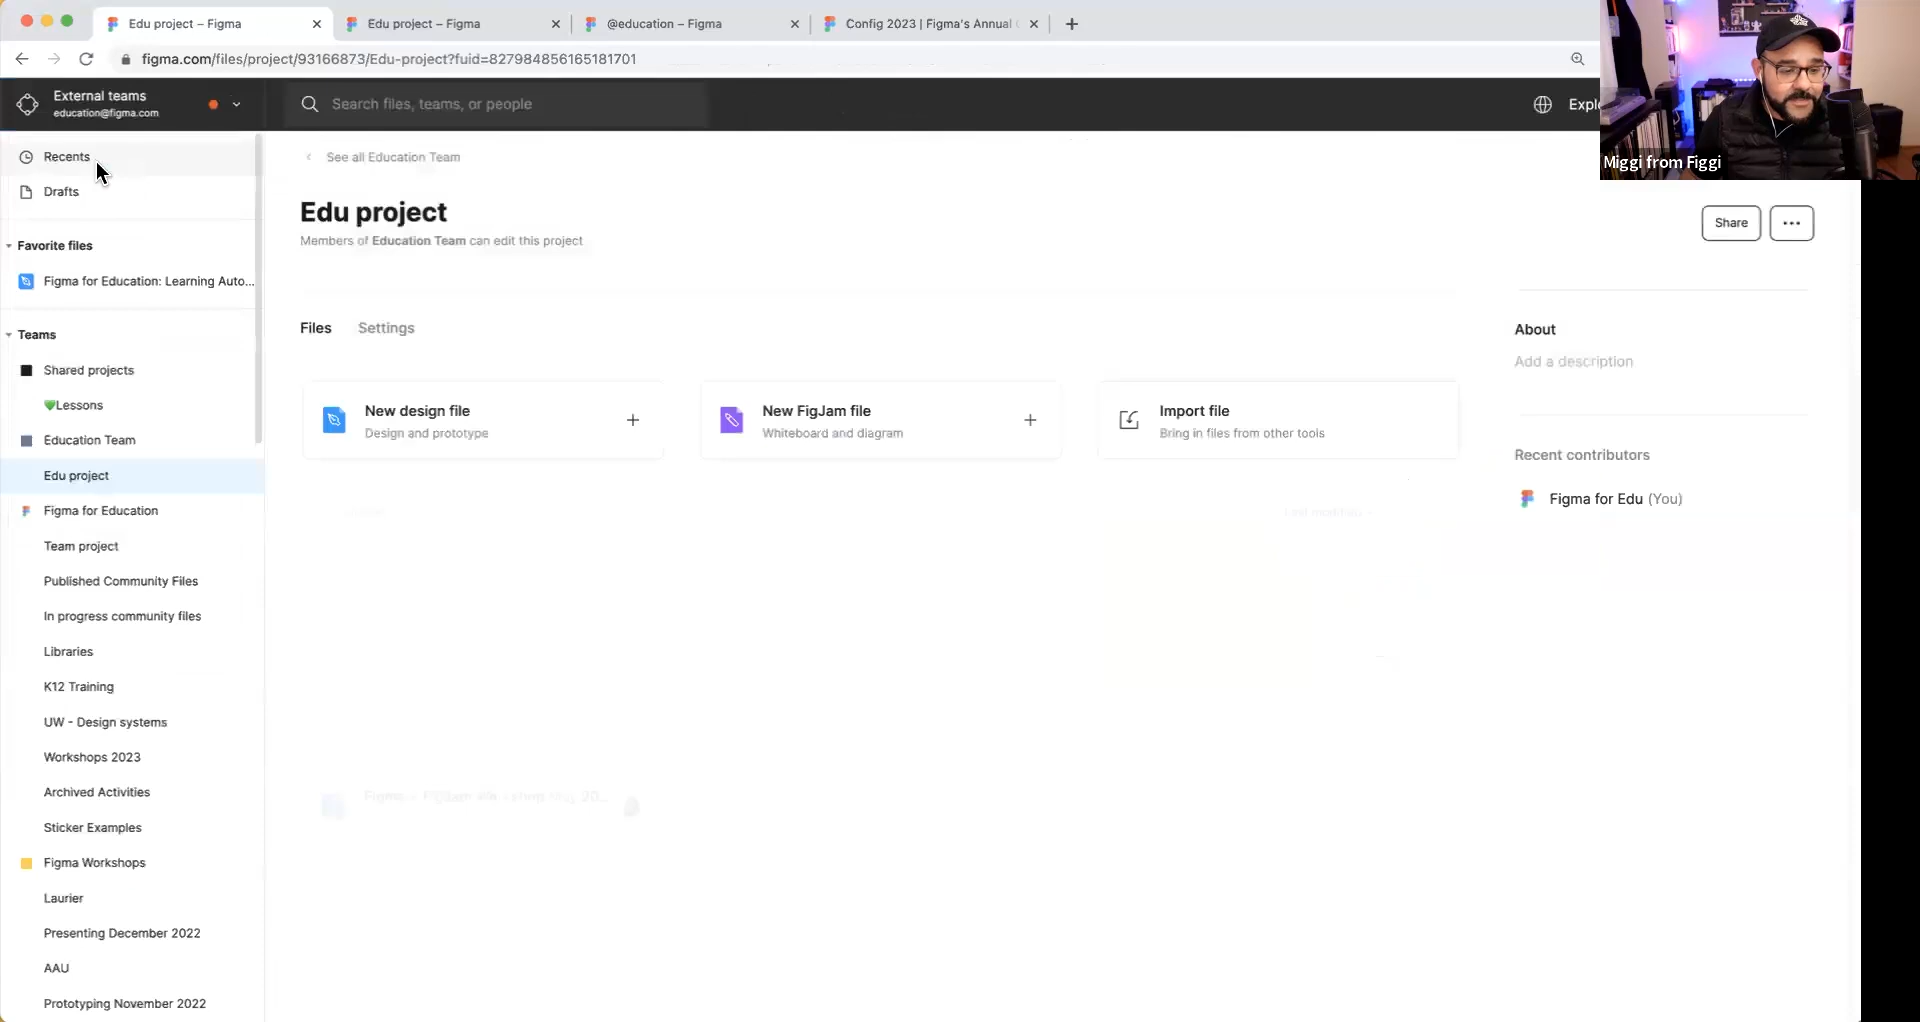 Edu project – Figma
Edu project – Figma
@education – Figma
Config 2023 | Figma's Annual
figma.com/files/project/93166873/Edu-project?fuid=827984856165181701
External teams
education@figma.com
Search files, teams, or people
Explo
Miggi from Figgi
Recents
Drafts
Favorite files
Figma for Education: Learning Auto...
Teams
Shared projects
💚Lessons
Education Team
Edu project
Figma for Education
Team project
Published Community Files
In progress community files
Libraries
K12 Training
UW - Design systems
Workshops 2023
Archived Activities
Sticker Examples
Figma Workshops
Laurier
Presenting December 2022
AAU
Prototyping November 2022
See all Education Team
Edu project
Members of Education Team can edit this project
Share
Files Settings
New design file
Design and prototype
New FigJam file
Whiteboard and diagram
Import file
Bring in files from other tools
Last modified
About
Add a description
Recent contributors
Figma for Edu (You)